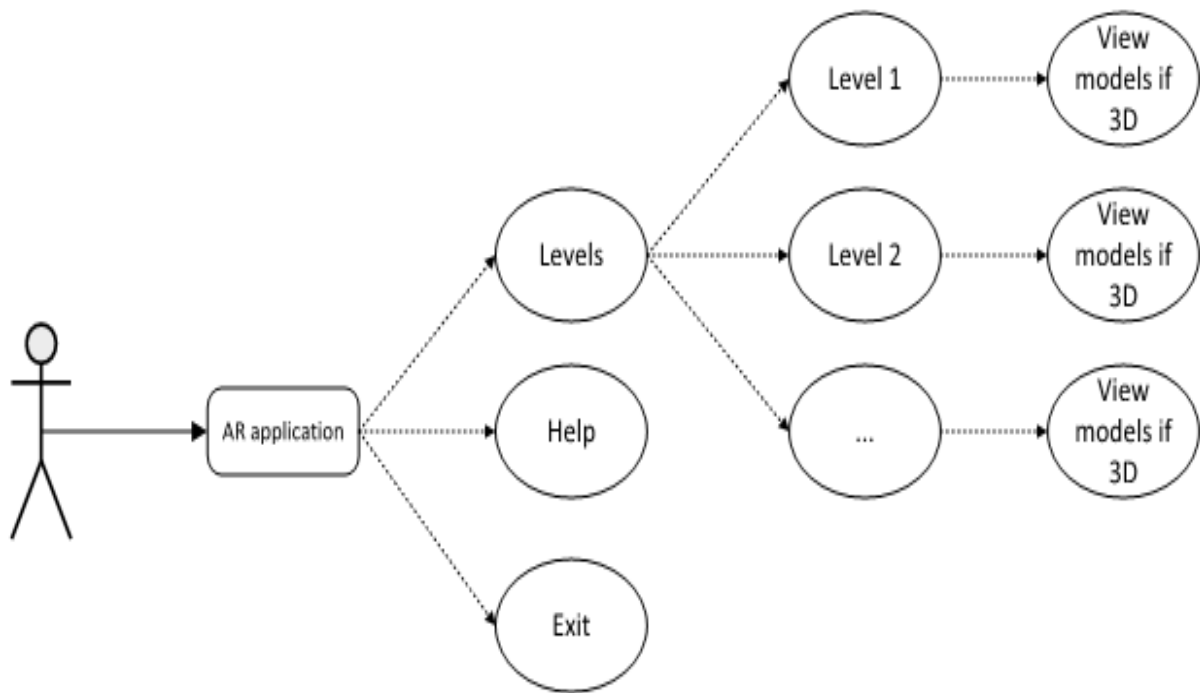 Level 1
View
models if
3D
Levels
Level 2
View
models if
3D
AR application
Help
...
View
models if
3D
Exit